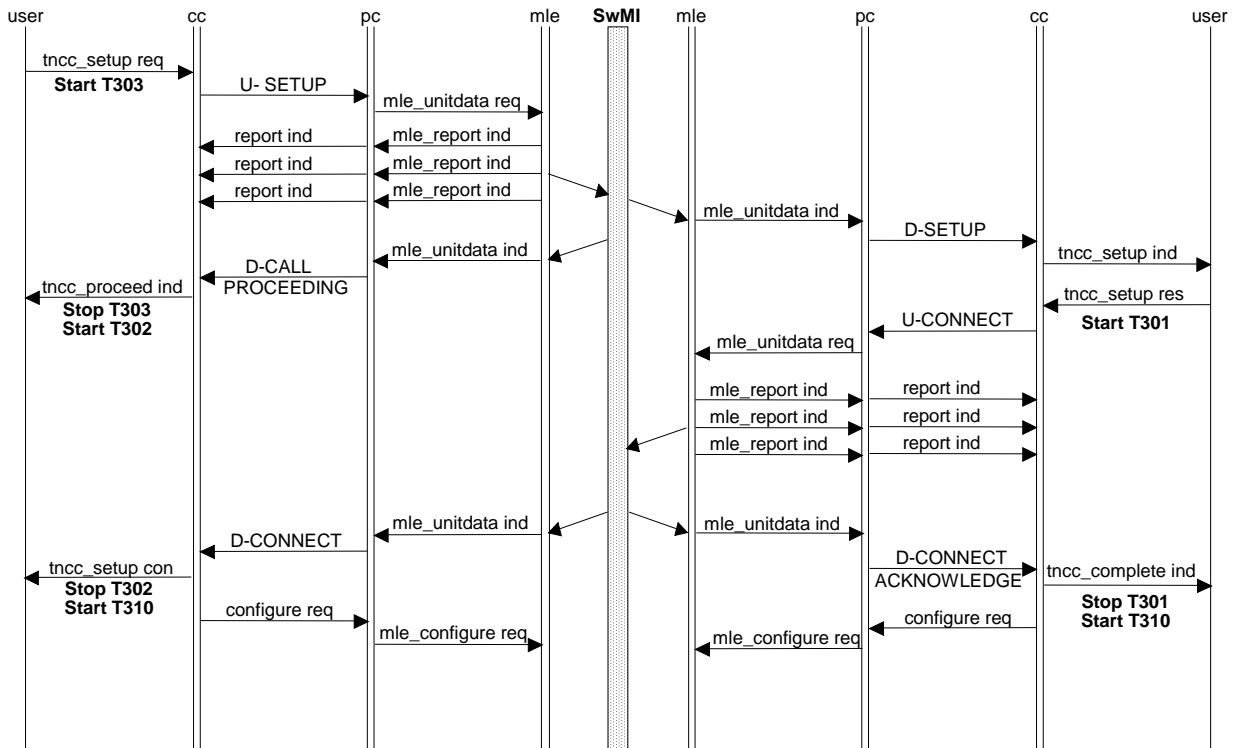 user cc pc mle SwMI mle pc cc user
tncc_setup req
Start T303
U- SETUP
mle_unitdata req
report ind mle_report ind
report ind mle_report ind
report ind mle_report ind
mle_unitdata ind
D-SETUP
mle_unitdata ind
tncc_setup ind
D-CALL
PROCEEDING
tncc_proceed ind
Stop T303
Start T302
tncc_setup res
Start T301
U-CONNECT
mle_unitdata req
mle_report ind report ind
mle_report ind report ind
mle_report ind report ind
mle_unitdata ind mle_unitdata ind
D-CONNECT
D-CONNECT
ACKNOWLEDGE
tncc_setup con
Stop T302
Start T310
tncc_complete ind
Stop T301
Start T310
configure req
configure req
mle_configure req
mle_configure req